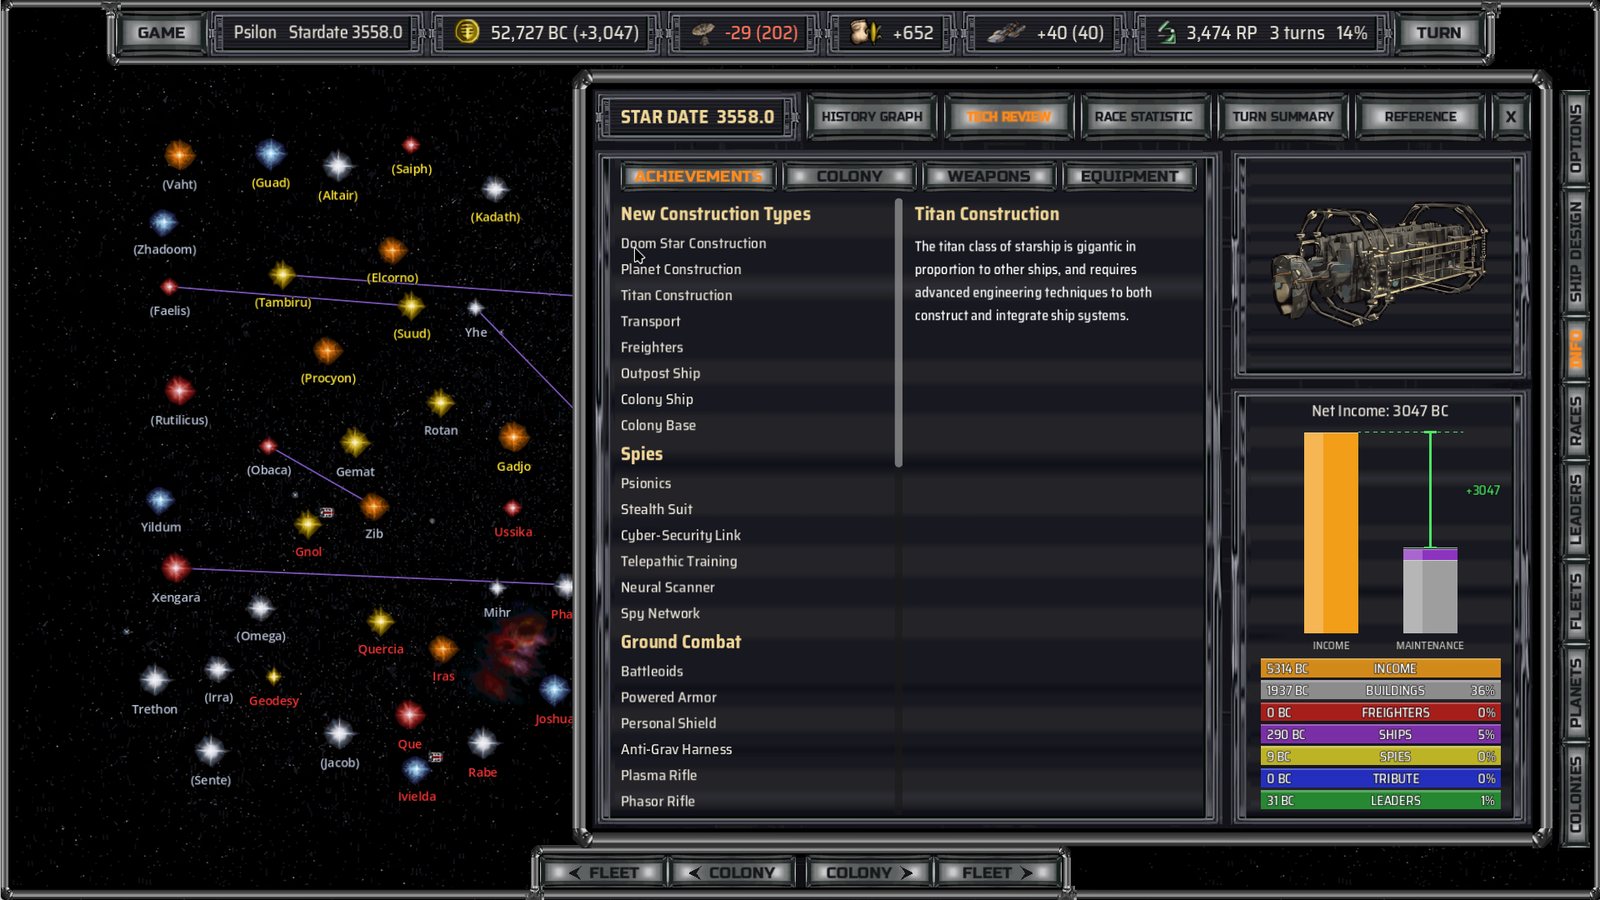 GAME
Psilon Stardate 3558.0
52,727 BC (+3,047)
-29 (202)
+652
+40 (40)
3,474 RP 3 turns 14%
TURN
STAR DATE 3558.0
HISTORY GRAPH
TECH REVIEW
RACE STATISTIC
TURN SUMMARY
REFERENCE
X
ACHIEVEMENTS
COLONY
WEAPONS
EQUIPMENT
New Construction Types
Doom Star Construction
Planet Construction
Titan Construction
Transport
Freighters
Outpost Ship
Colony Ship
Colony Base
Spies
Psionics
Stealth Suit
Cyber-Security Link
Telepathic Training
Neural Scanner
Spy Network
Ground Combat
Battleoids
Powered Armor
Personal Shield
Anti-Grav Harness
Plasma Rifle
Phasor Rifle
Titan Construction
The titan class of starship is gigantic in
proportion to other ships, and requires
advanced engineering techniques to both
construct and integrate ship systems.
Net Income: 3047 BC
+3047
INCOME
MAINTENANCE
5314 BC INCOME
1937 BC BUILDINGS 36%
0 BC FREIGHTERS 0%
290 BC SHIPS 5%
9 BC SPIES 0%
0 BC TRIBUTE 0%
31 BC LEADERS 1%
OPTIONS
SHIP DESIGN
INFO
RACES
LEADERS
FLEETS
PLANETS
COLONIES
(Vaht)
(Guad)
(Altair)
(Saiph)
(Kadath)
(Zhadoom)
(Elcorno)
(Tambiru)
(Faelis)
(Suud)
Yhe
(Procyon)
(Rutilicus)
Rotan
(Obaca)
Gemat
Gadjo
Yildum
Gnol
Zib
Ussika
Xengara
Mihr
Pha
(Omega)
Quercia
Iras
Trethon
(Irra)
Geodesy
Joshua
Que
(Sente)
(Jacob)
Rabe
Ivielda
< FLEET
< COLONY
COLONY >
FLEET >